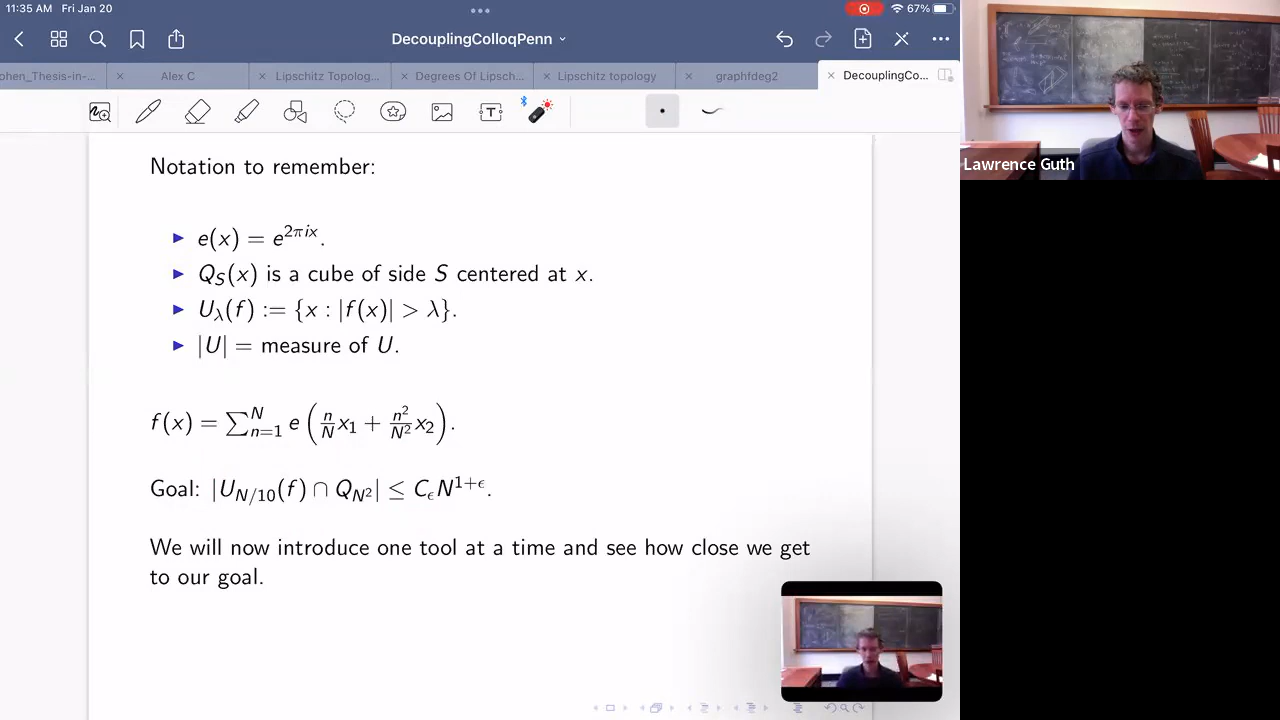 11:35 AM Fri Jan 20
67%
DecouplingColloqPenn
ohen_Thesis-in-...
Alex C
Lipschitz Topolog...
Degrees Of Lipsch...
Lipschitz topology
graphfdeg2
DecouplingCo...
Lawrence Guth
Notation to remember:
▶ e(x) = e^{2πix}.
▶ Q_S(x) is a cube of side S centered at x.
▶ U_λ(f) := {x : |f(x)| > λ}.
▶ |U| = measure of U.
f(x) = ∑_{n=1}^{N} e(n/N x_1 + n^2/N^2 x_2).
Goal: |U_{N/10}(f) ∩ Q_{N^2}| ≤ C_ε N^{1+ε}.
We will now introduce one tool at a time and see how close we get
to our goal.